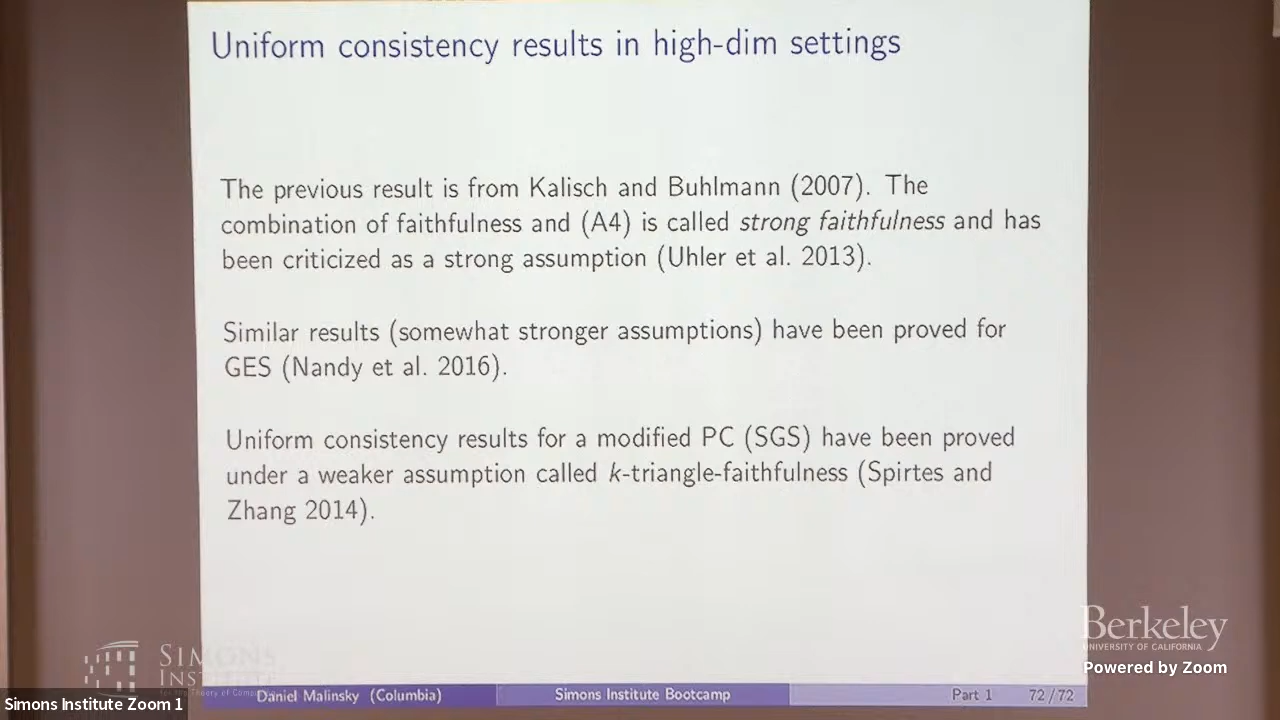 Uniform consistency results in high-dim settings
The previous result is from Kalisch and Buhlmann (2007). The
combination of faithfulness and (A4) is called strong faithfulness and has
been criticized as a strong assumption (Uhler et al. 2013).
Similar results (somewhat stronger assumptions) have been proved for
GES (Nandy et al. 2016).
Uniform consistency results for a modified PC (SGS) have been proved
under a weaker assumption called k-triangle-faithfulness (Spirtes and
Zhang 2014).
Berkeley
UNIVERSITY OF CALIFORNIA
Powered by Zoom
SIMONS
INSTITUTE
for the Theory of
Daniel Malinsky (Columbia)
Simons Institute Bootcamp
Part 1
72/72
Simons Institute Zoom 1